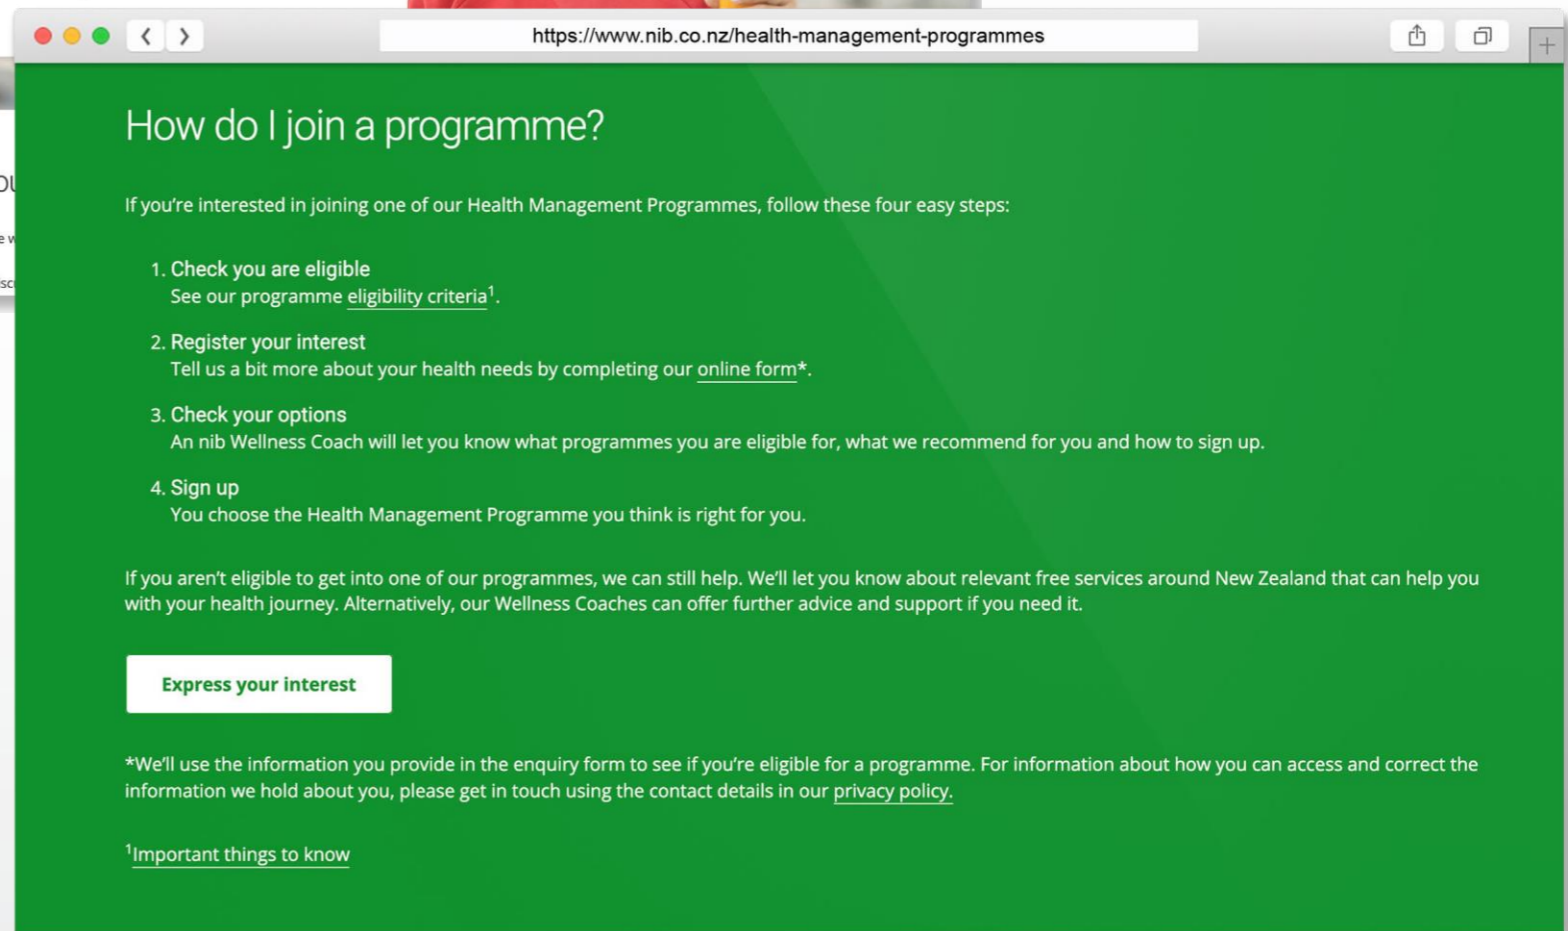 https://www.nib.co.nz/health-management-programmes
How do I join a programme?
If you’re interested in joining one of our Health Management Programmes, follow these four easy steps:
1. Check you are eligible
See our programme eligibility criteria¹.
2. Register your interest
Tell us a bit more about your health needs by completing our online form*.
3. Check your options
An nib Wellness Coach will let you know what programmes you are eligible for, what we recommend for you and how to sign up.
4. Sign up
You choose the Health Management Programme you think is right for you.
If you aren’t eligible to get into one of our programmes, we can still help. We’ll let you know about relevant free services around New Zealand that can help you
with your health journey. Alternatively, our Wellness Coaches can offer further advice and support if you need it.
Express your interest
*We’ll use the information you provide in the enquiry form to see if you’re eligible for a programme. For information about how you can access and correct the
information we hold about you, please get in touch using the contact details in our privacy policy.
¹Important things to know